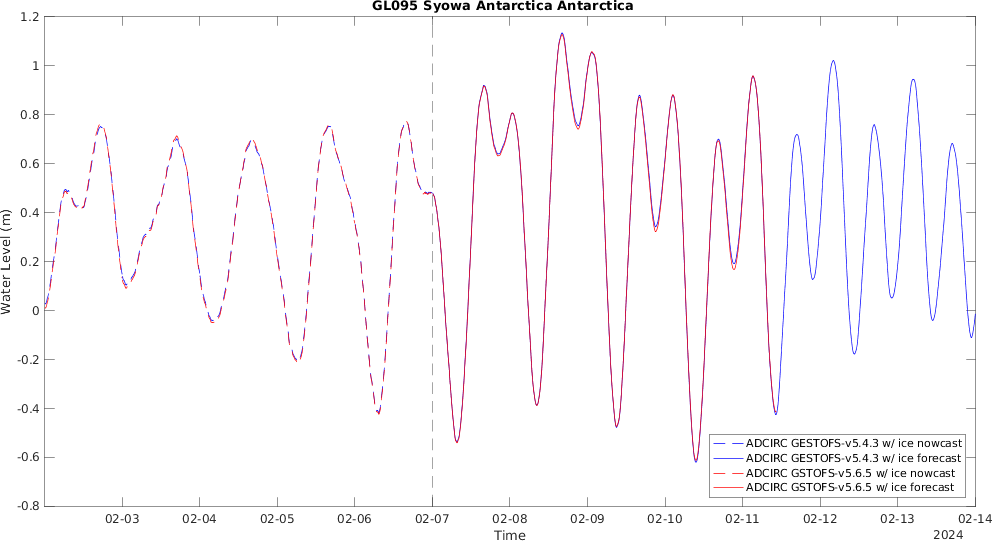 GL095 Syowa Antarctica Antarctica
1.2
1
0.8
0.6
0.4
0.2
0
-0.2
-0.4
-0.6
-0.8
Water Level (m)
ADCIRC GESTOFS-v5.4.3 w/ ice nowcast
ADCIRC GESTOFS-v5.4.3 w/ ice forecast
ADCIRC GSTOFS-v5.6.5 w/ ice nowcast
ADCIRC GSTOFS-v5.6.5 w/ ice forecast
02-03 02-04 02-05 02-06 02-07 02-08 02-09 02-10 02-11 02-12 02-13 02-14
Time
2024